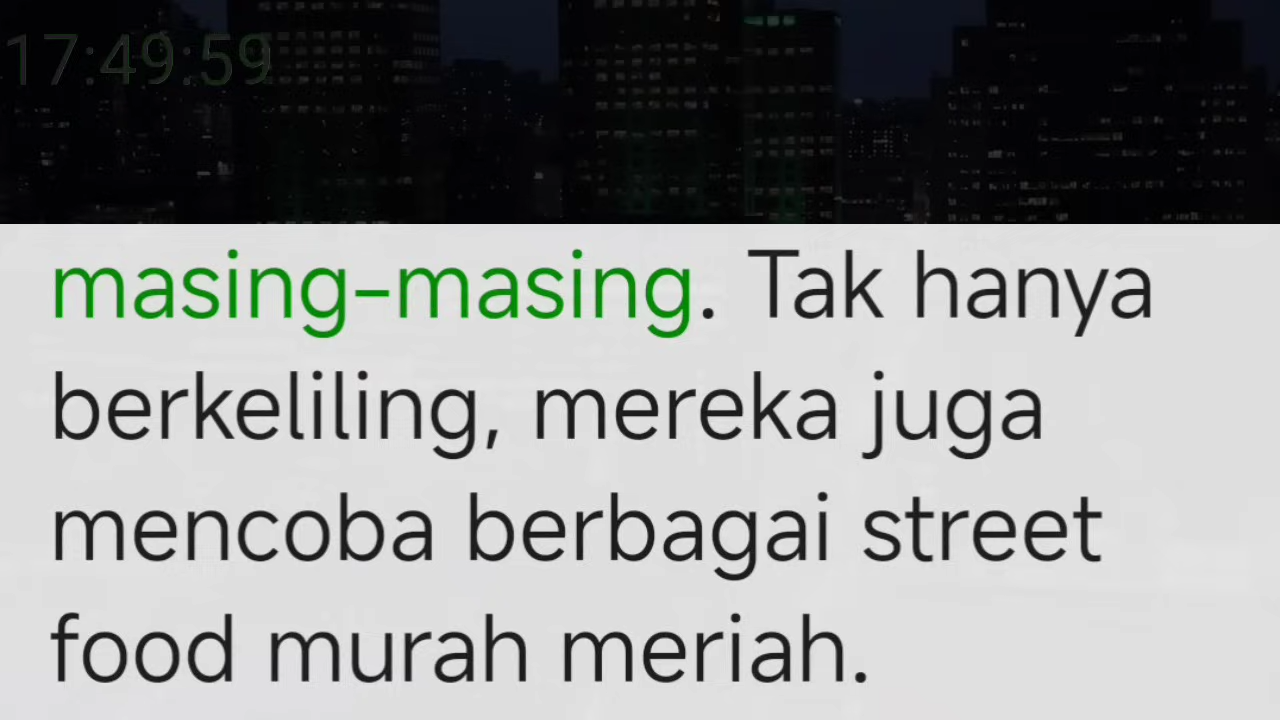 17:49:59
masing-masing. Tak hanya
berkeliling, mereka juga
mencoba berbagai street
food murah meriah.